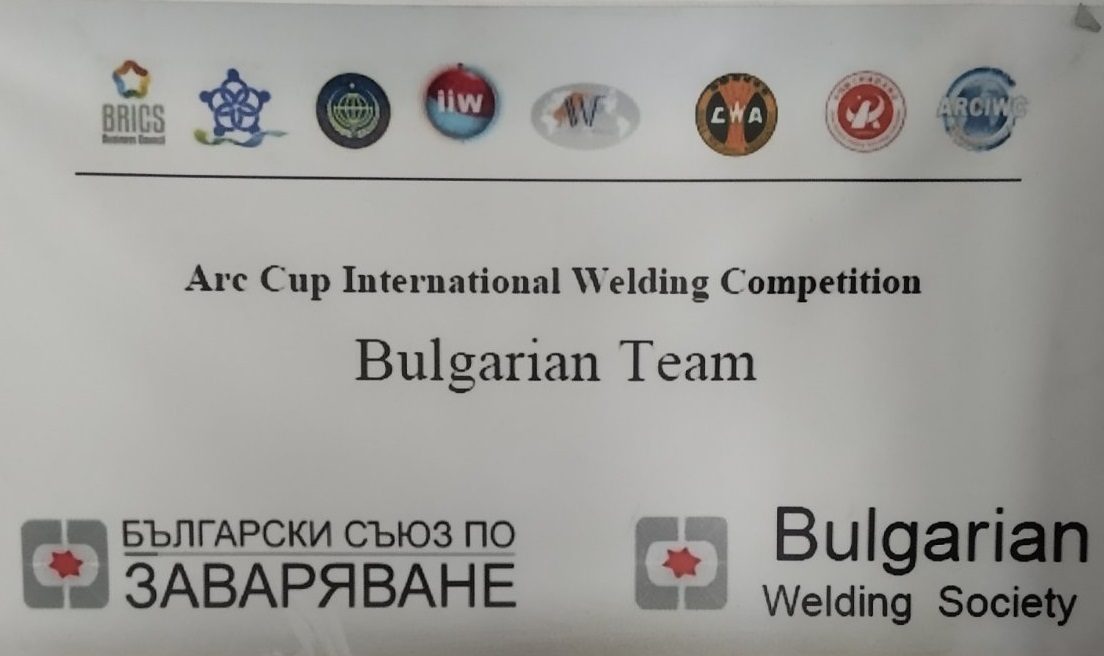 BRICS
Business Council
iiw
W
CWA
ARCIWC
Arc Cup International Welding Competition
Bulgarian Team
БЪЛГАРСКИ СЪЮЗ ПО
ЗАВАРЯВАНЕ
Bulgarian
Welding Society